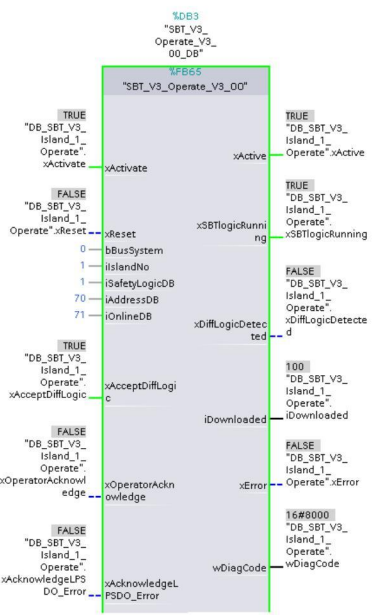 %DB3
"SBT_V3_
Operate_V3_
00_DB"
%FB65
"SBT_V3_Operate_V3_00"
TRUE
"DB_SBT_V3_
Island_1_
Operate".
xActivate
xActivate
FALSE
"DB_SBT_V3_
Island_1_
Operate".xReset
xReset
0
bBusSystem
1
iIslandNo
1
iSafetyLogicDB
70
iAddressDB
71
iOnlineDB
TRUE
"DB_SBT_V3_
Island_1_
Operate".
xAcceptDiffLogic
xAcceptDiffLogi
c
FALSE
"DB_SBT_V3_
Island_1_
Operate".
xOperatorAcknowl
edge
xOperatorAckn
owledge
FALSE
"DB_SBT_V3_
Island_1_
Operate".
xAcknowledgeLPS
DO_Error
xAcknowledgeL
PSDO_Error
xActive
TRUE
"DB_SBT_V3_
Island_1_
Operate".xActive
xSBTlogicRunni
ng
TRUE
"DB_SBT_V3_
Island_1_
Operate".
xSBTlogicRunning
xDiffLogicDetec
ted
FALSE
"DB_SBT_V3_
Island_1_
Operate".
xDiffLogicDetecte
d
iDownloaded
100
"DB_SBT_V3_
Island_1_
Operate".
iDownloaded
xError
FALSE
"DB_SBT_V3_
Island_1_
Operate".xError
wDiagCode
16#8000
"DB_SBT_V3_
Island_1_
Operate".
wDiagCode